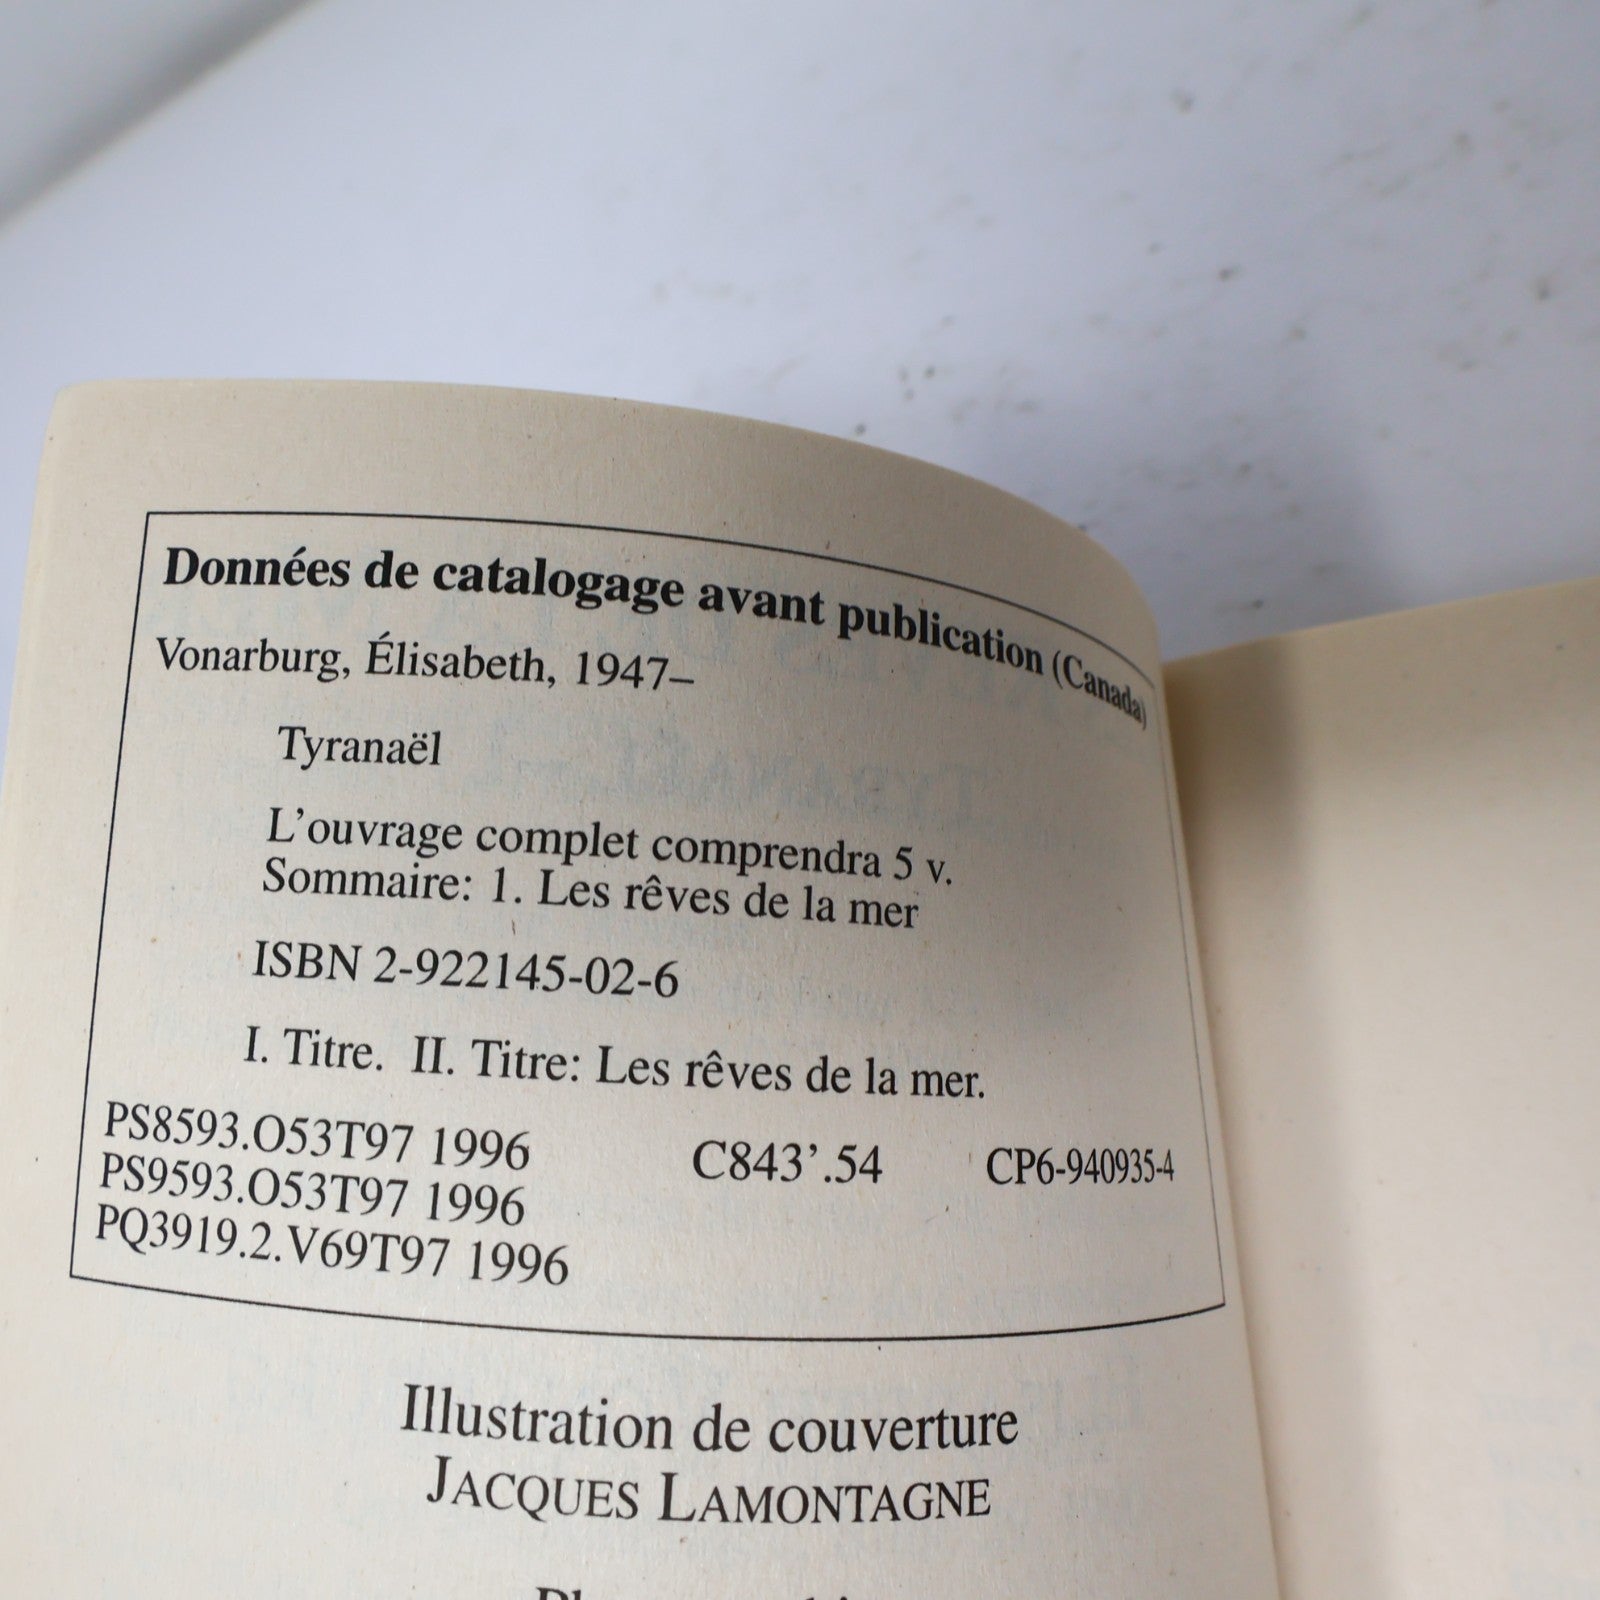 Données de catalogage avant publication (Canada)
Vonarburg, Élisabeth, 1947–
Tyranaël
L'ouvrage complet comprendra 5 v.
Sommaire: 1. Les rêves de la mer
ISBN 2-922145-02-6
I. Titre. II. Titre: Les rêves de la mer.
PS8593.O53T97 1996 C843'.54 CP6-940935-4
PS9593.O53T97 1996
PQ3919.2.V69T97 1996
Illustration de couverture
JACQUES LAMONTAGNE